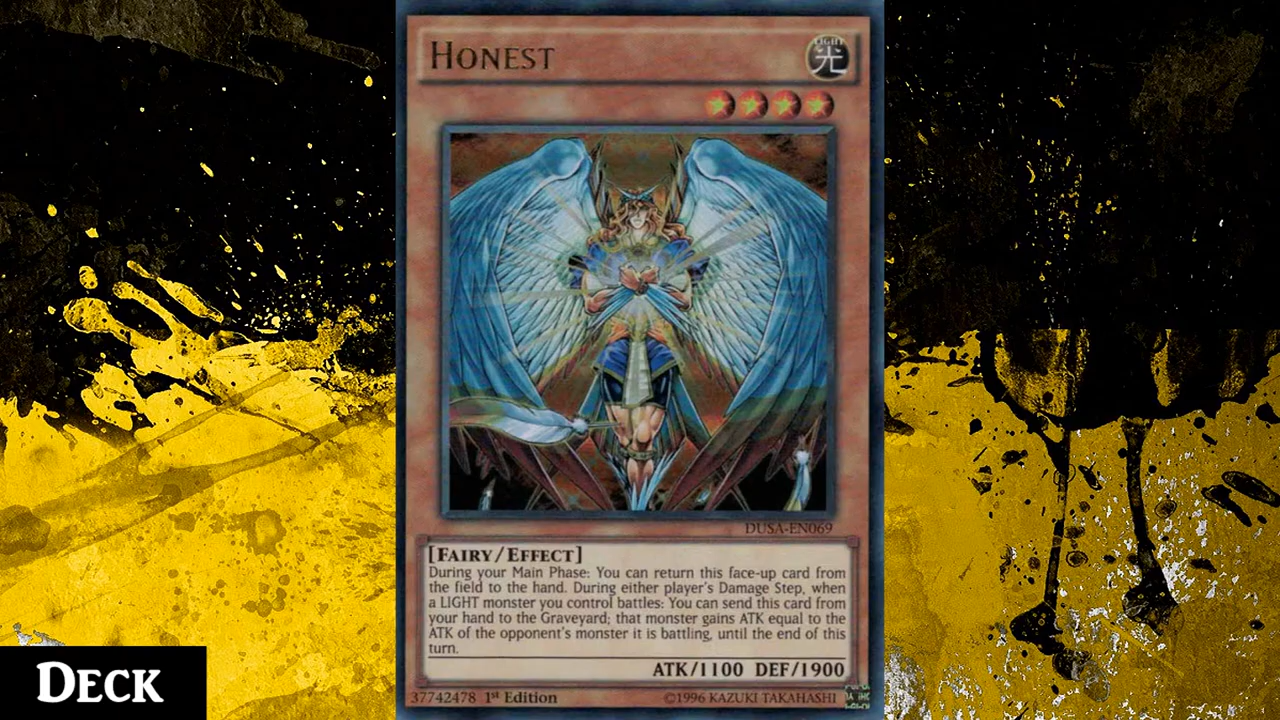 HONEST
LIGHT
光
DUSA-EN069
[FAIRY/EFFECT]
During your Main Phase: You can return this face-up card from
the field to the hand. During either player's Damage Step, when
a LIGHT monster you control battles: You can send this card from
your hand to the Graveyard; that monster gains ATK equal to the
ATK of the opponent's monster it is battling, until the end of this
turn.
ATK/1100 DEF/1900
37742478 1st Edition ©1996 KAZUKI TAKAHASHI
DECK